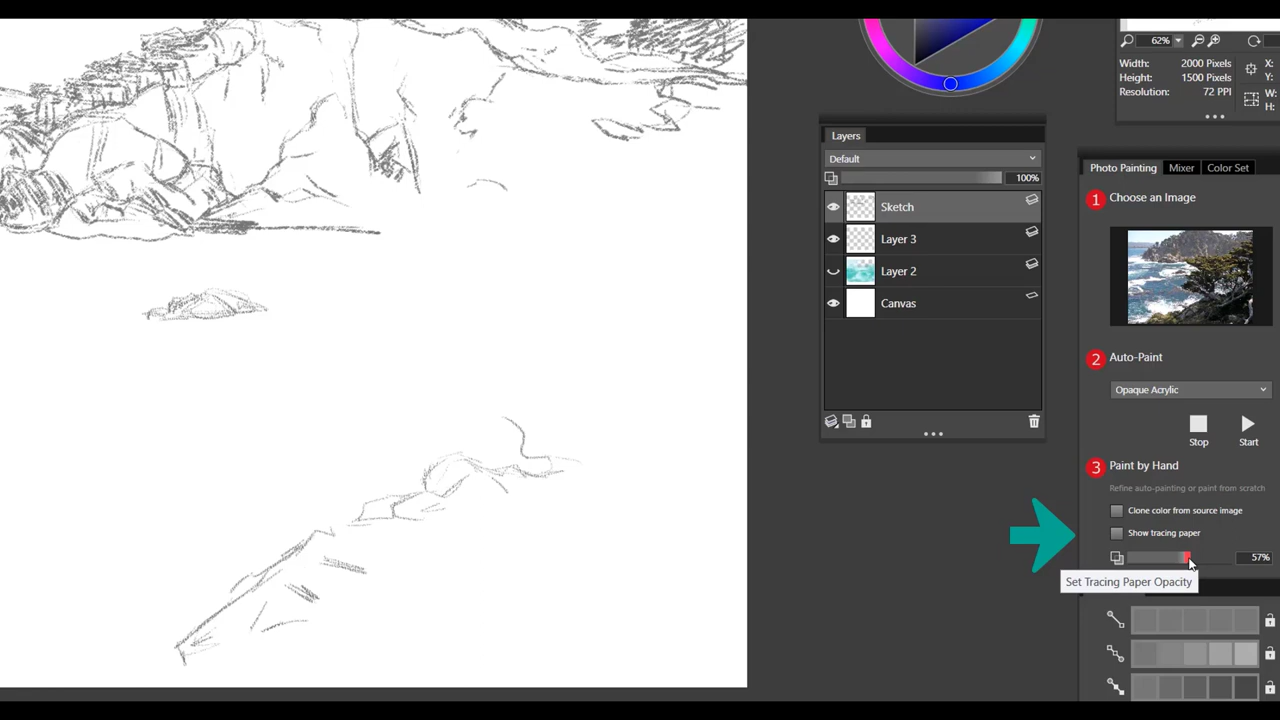 62%
Width: 2000 Pixels
Height: 1500 Pixels
Resolution: 72 PPI
X:
Y:
W:
H:
Layers
Default
100%
Sketch
Layer 3
Layer 2
Canvas
Photo Painting Mixer Color Set
1 Choose an Image
2 Auto-Paint
Opaque Acrylic
Stop Start
3 Paint by Hand
Refine auto-painting or paint from scratch
Clone color from source image
Show tracing paper
57%
Set Tracing Paper Opacity